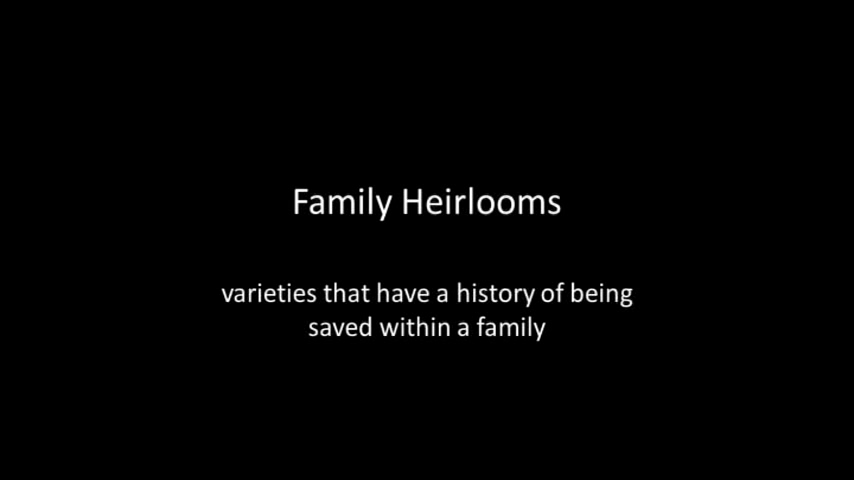 Family Heirlooms
varieties that have a history of being
saved within a family